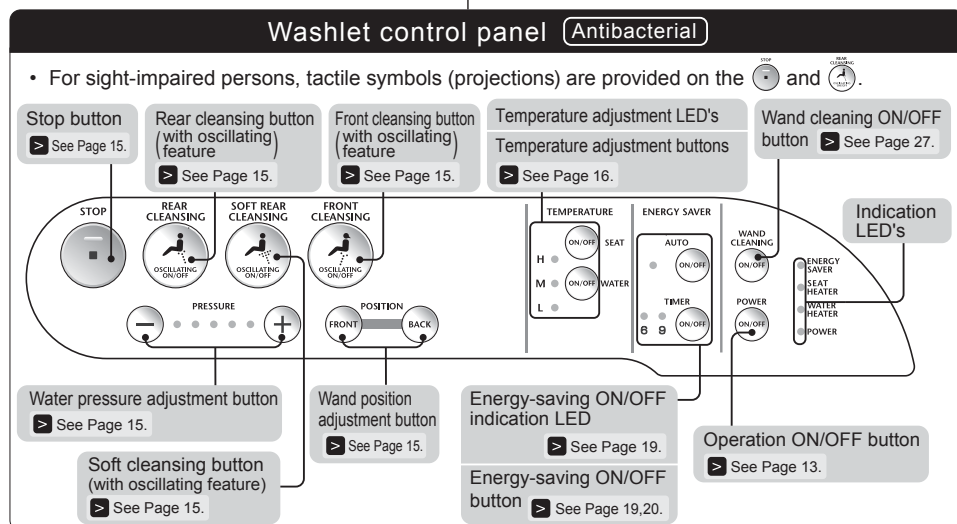 Washlet control panel Antibacterial
• For sight-impaired persons, tactile symbols (projections) are provided on the STOP and REAR CLEANSING OSCILLATING ON/OFF.
Stop button
> See Page 15.
Rear cleansing button
(with oscillating
feature)
> See Page 15.
Front cleansing button
(with oscillating
feature)
> See Page 15.
Temperature adjustment LED's
Temperature adjustment buttons
> See Page 16.
Wand cleaning ON/OFF
button > See Page 27.
Indication
LED's
STOP
REAR
CLEANSING
OSCILLATING
ON/OFF
SOFT REAR
CLEANSING
OSCILLATING
ON/OFF
FRONT
CLEANSING
OSCILLATING
ON/OFF
PRESSURE
− +
POSITION
FRONT BACK
TEMPERATURE
ON/OFF SEAT
H
M ON/OFF WATER
L
ENERGY SAVER
AUTO
ON/OFF
TIMER
6 9 ON/OFF
WAND
CLEANING
ON/OFF
POWER
ON/OFF
ENERGY
SAVER
SEAT
HEATER
WATER
HEATER
POWER
Water pressure adjustment button
> See Page 15.
Soft cleansing button
(with oscillating feature)
> See Page 15.
Wand position
adjustment button
> See Page 15.
Energy-saving ON/OFF
indication LED
> See Page 19.
Energy-saving ON/OFF
button > See Page 19,20.
Operation ON/OFF button
> See Page 13.